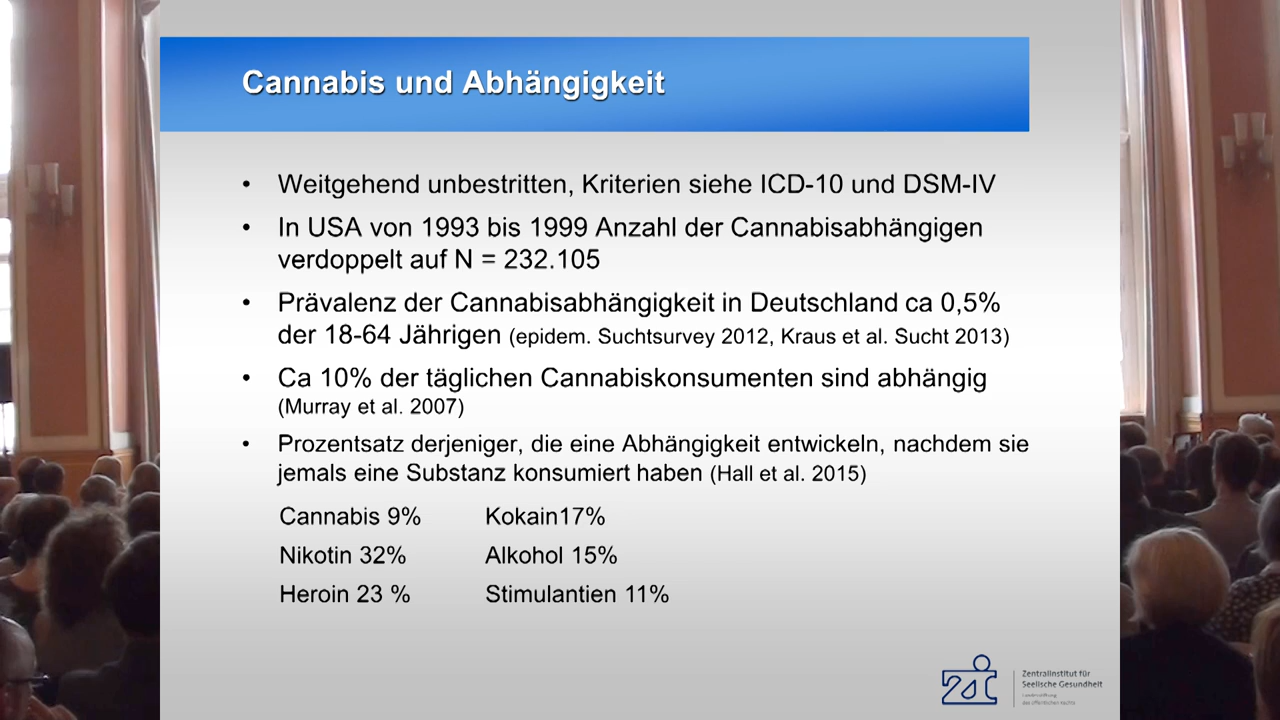 Cannabis und Abhängigkeit
• Weitgehend unbestritten, Kriterien siehe ICD-10 und DSM-IV
• In USA von 1993 bis 1999 Anzahl der Cannabisabhängigen
verdoppelt auf N = 232.105
• Prävalenz der Cannabisabhängigkeit in Deutschland ca 0,5%
der 18-64 Jährigen (epidem. Suchtsurvey 2012, Kraus et al. Sucht 2013)
• Ca 10% der täglichen Cannabiskonsumenten sind abhängig
(Murray et al. 2007)
• Prozentsatz derjeniger, die eine Abhängigkeit entwickeln, nachdem sie
jemals eine Substanz konsumiert haben (Hall et al. 2015)
Cannabis 9% Kokain17%
Nikotin 32% Alkohol 15%
Heroin 23 % Stimulantien 11%
Zentralinstitut für
Seelische Gesundheit
Landesstiftung
des öffentlichen Rechts